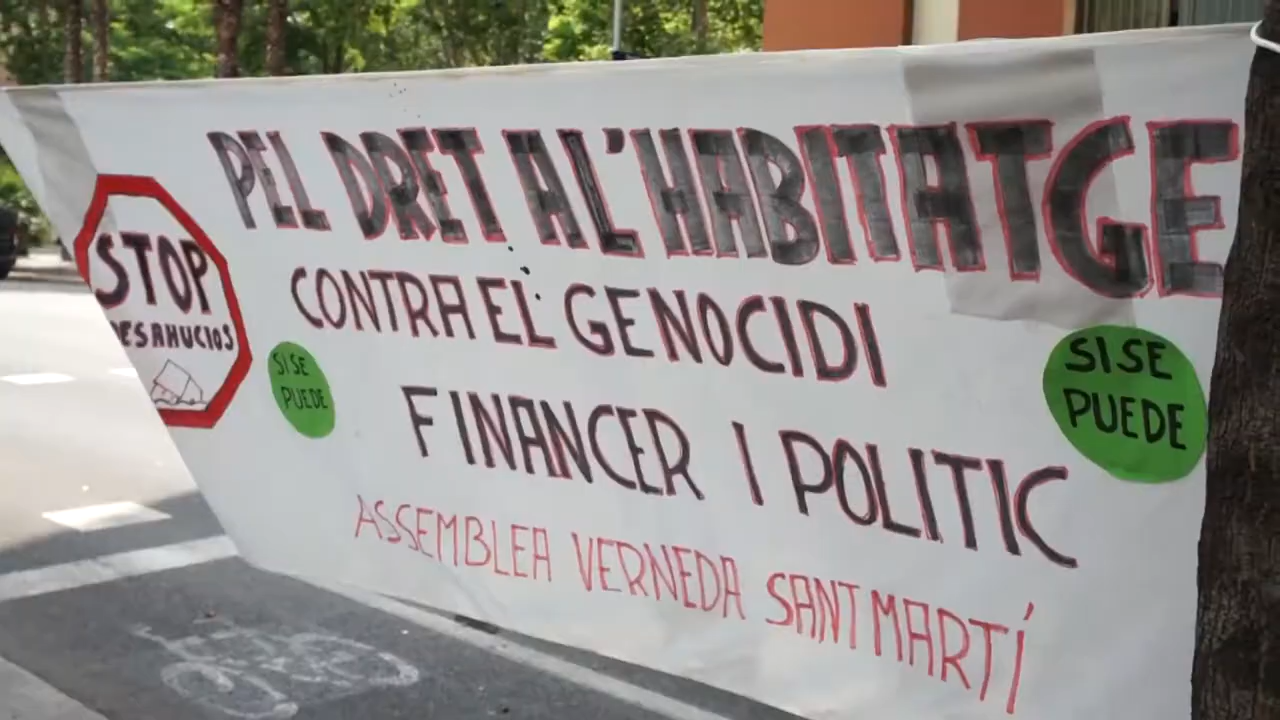 PEL DRET A L'HABITATGE
CONTRA EL GENOCIDI
FINANCER I POLITIC
ASSEMBLEA VERNEDA SANT MARTÍ
STOP
DESAHUCIOS
SI SE
PUEDE
SI SE
PUEDE